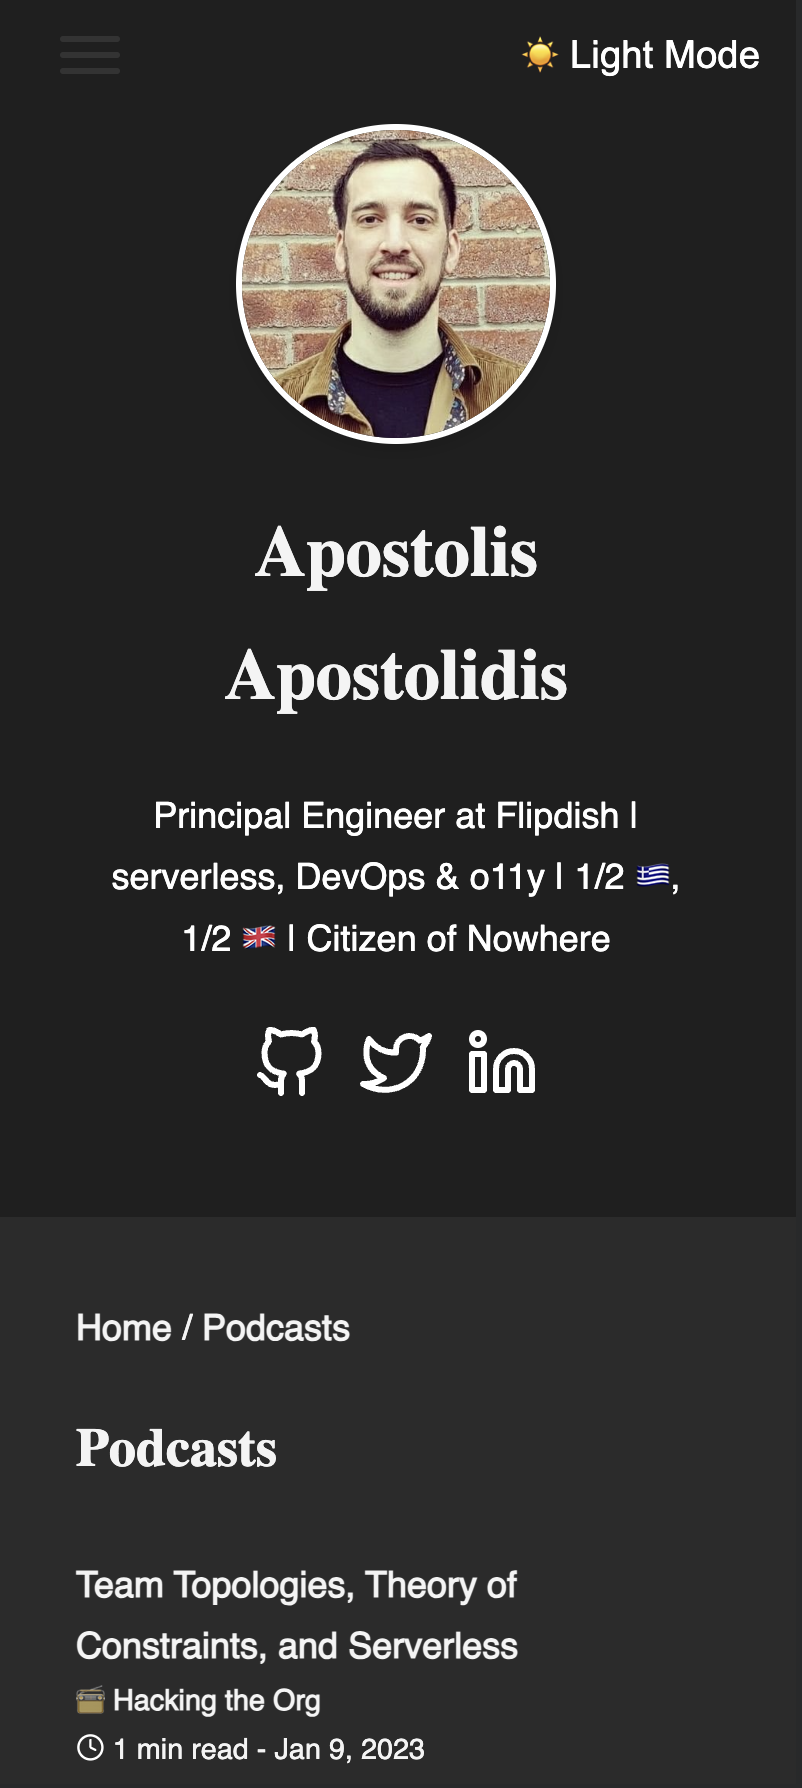 ☀️ Light Mode
Apostolis
Apostolidis
Principal Engineer at Flipdish |
serverless, DevOps & o11y | 1/2 🇬🇷,
1/2 🇬🇧 | Citizen of Nowhere
Home / Podcasts
Podcasts
Team Topologies, Theory of
Constraints, and Serverless
📻 Hacking the Org
1 min read - Jan 9, 2023